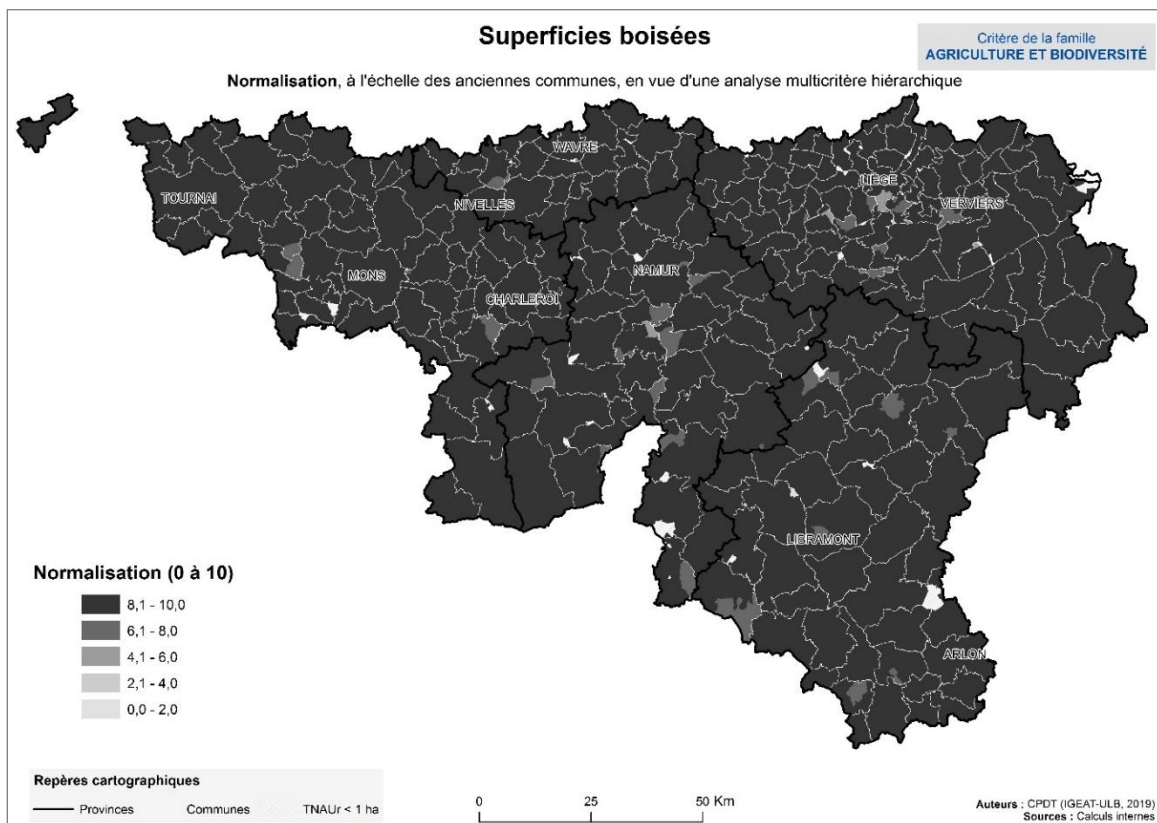 Superficies boisées
Critère de la famille
AGRICULTURE ET BIODIVERSITÉ
Normalisation, à l'échelle des anciennes communes, en vue d'une analyse multicritère hiérarchique
WAVRE
LIEGE
TOURNAI
NIVELLES
VERVIERS
MONS
NAMUR
CHARLEROI
LIBRAMONT
ARLON
Normalisation (0 à 10)
8,1 - 10,0
6,1 - 8,0
4,1 - 6,0
2,1 - 4,0
0,0 - 2,0
Repères cartographiques
Provinces Communes TNAUr < 1 ha
0 25 50 Km
Auteurs : CPDT (IGEAT-ULB, 2019)
Sources : Calculs internes